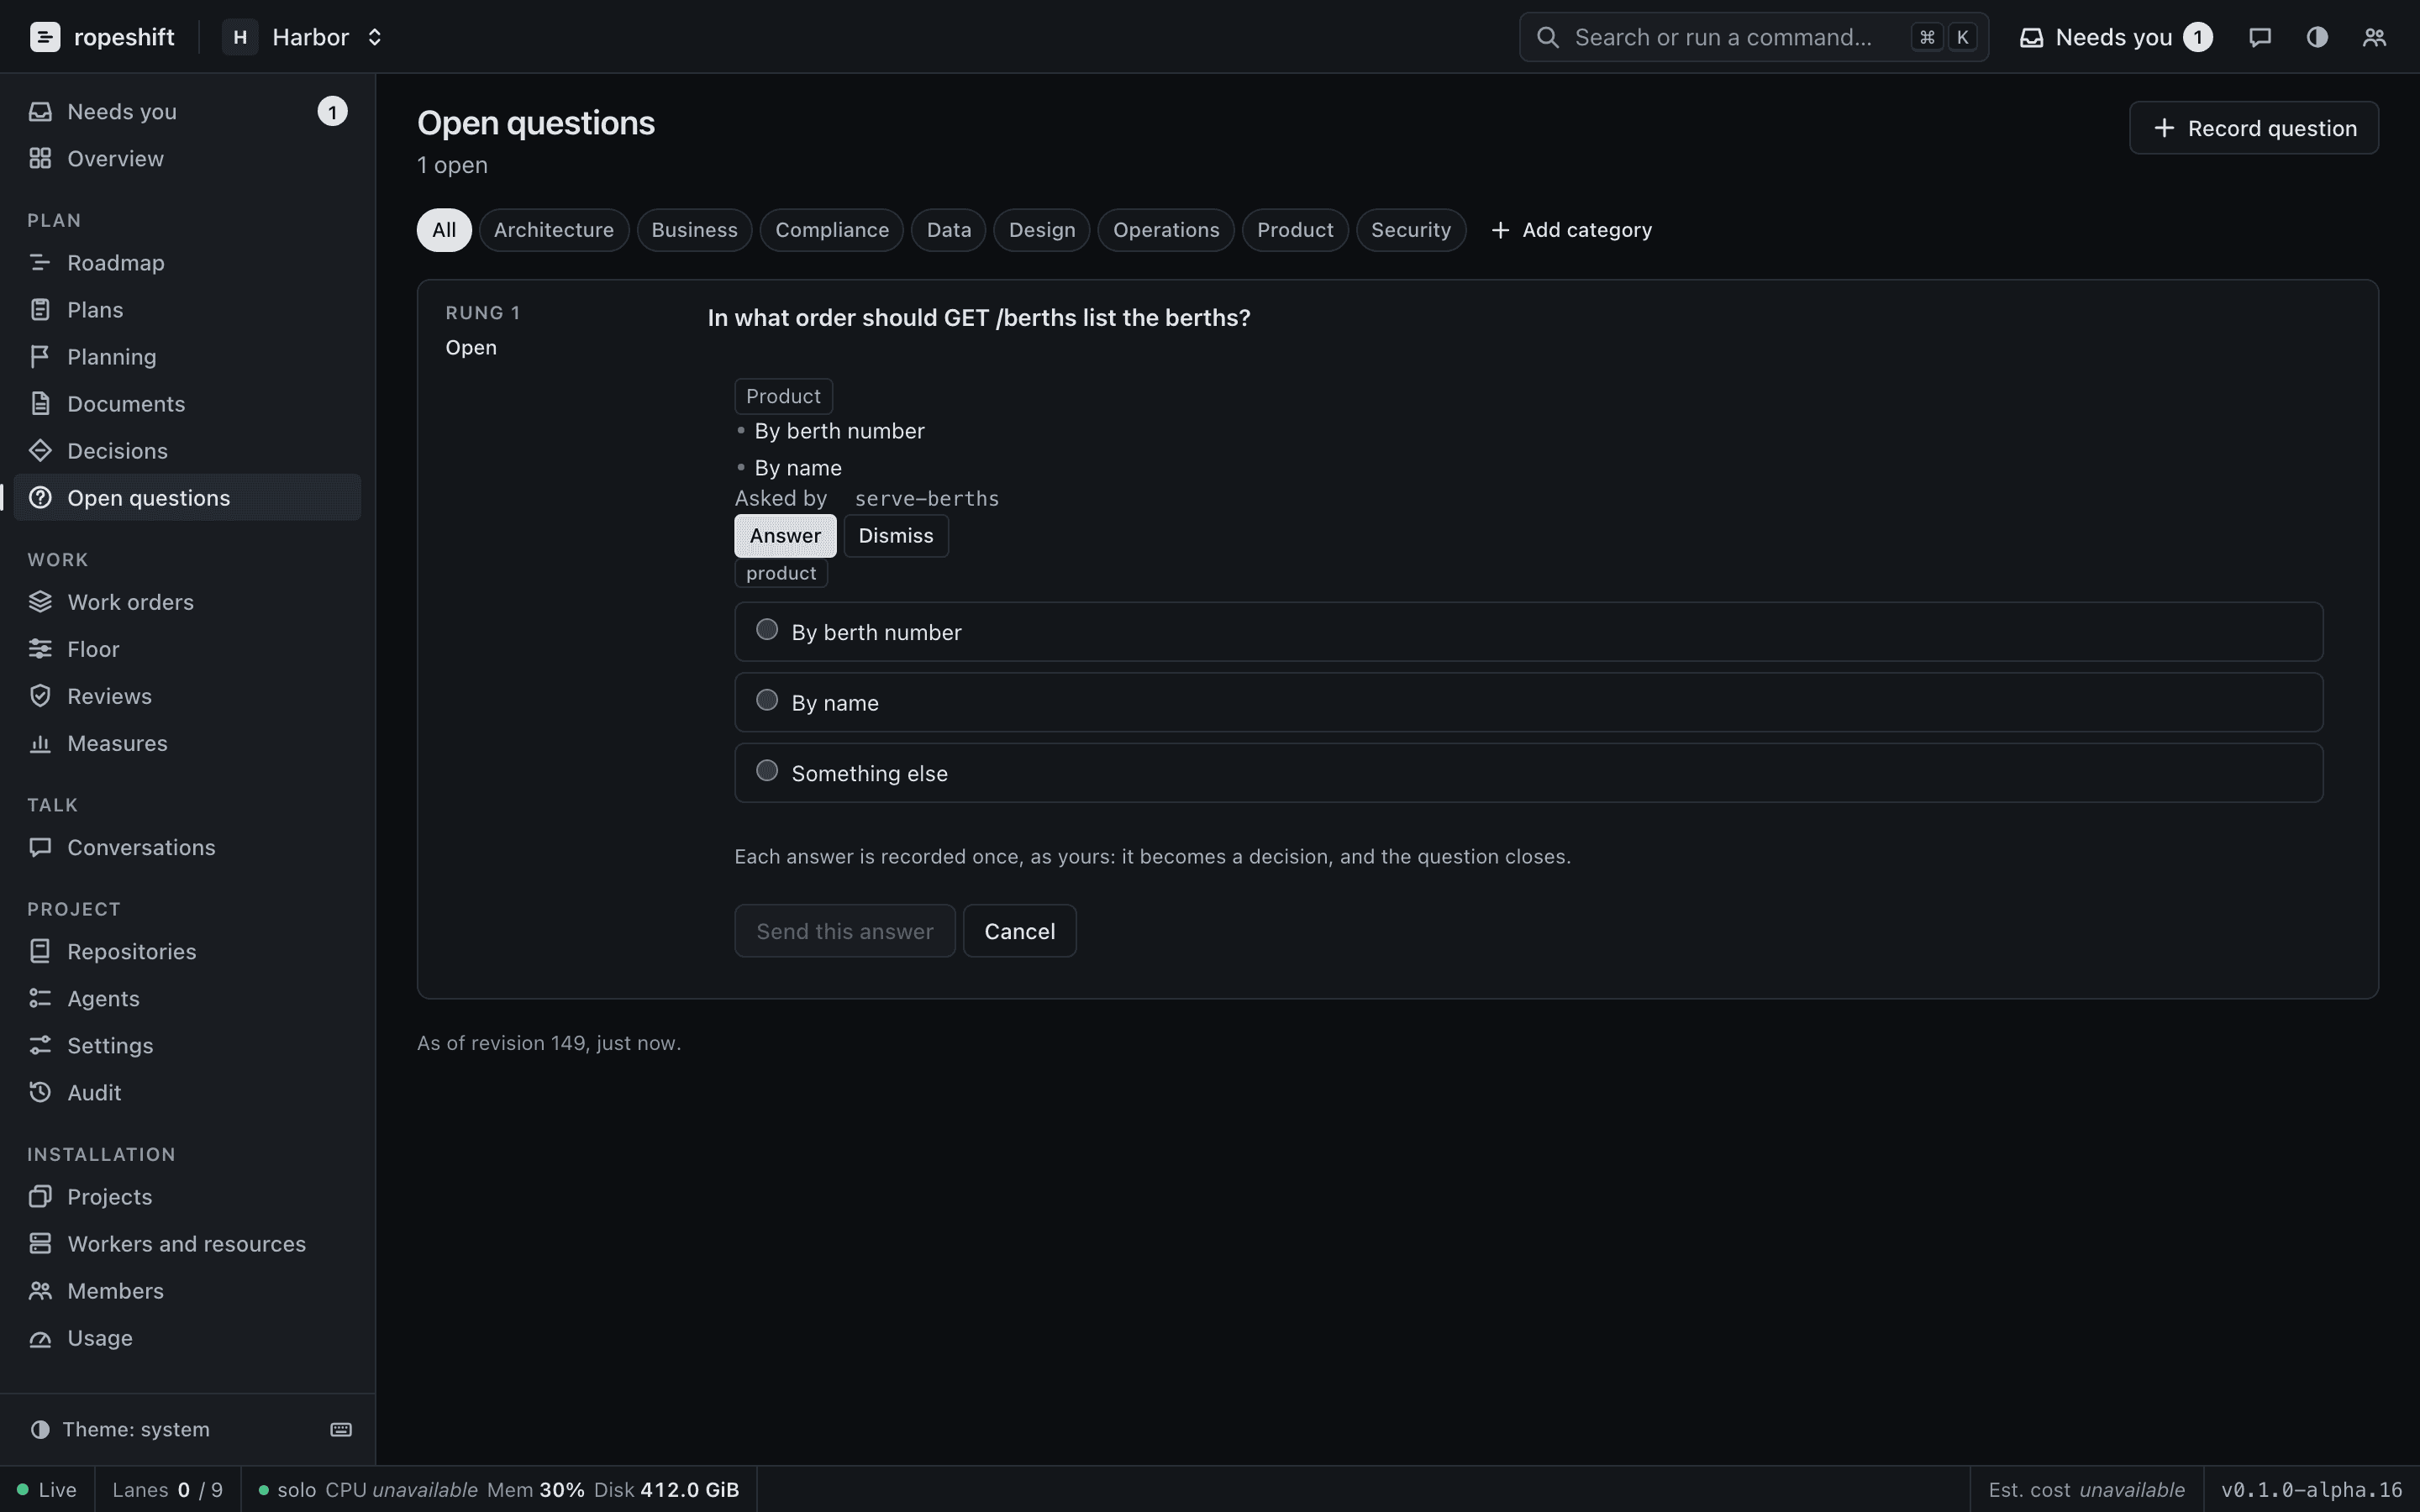 ropeshift H Harbor Search or run a command... ⌘ K Needs you 1
Needs you 1
Overview
PLAN
Roadmap
Plans
Planning
Documents
Decisions
Open questions
WORK
Work orders
Floor
Reviews
Measures
TALK
Conversations
PROJECT
Repositories
Agents
Settings
Audit
INSTALLATION
Projects
Workers and resources
Members
Usage
Theme: system
Open questions
Record question
1 open
All Architecture Business Compliance Data Design Operations Product Security Add category
RUNG 1
Open
In what order should GET /berths list the berths?
Product
• By berth number
• By name
Asked by serve-berths
Answer Dismiss
product
By berth number
By name
Something else
Each answer is recorded once, as yours: it becomes a decision, and the question closes.
Send this answer Cancel
As of revision 149, just now.
Live Lanes 0 / 9 solo CPU unavailable Mem 30% Disk 412.0 GiB Est. cost unavailable v0.1.0-alpha.16